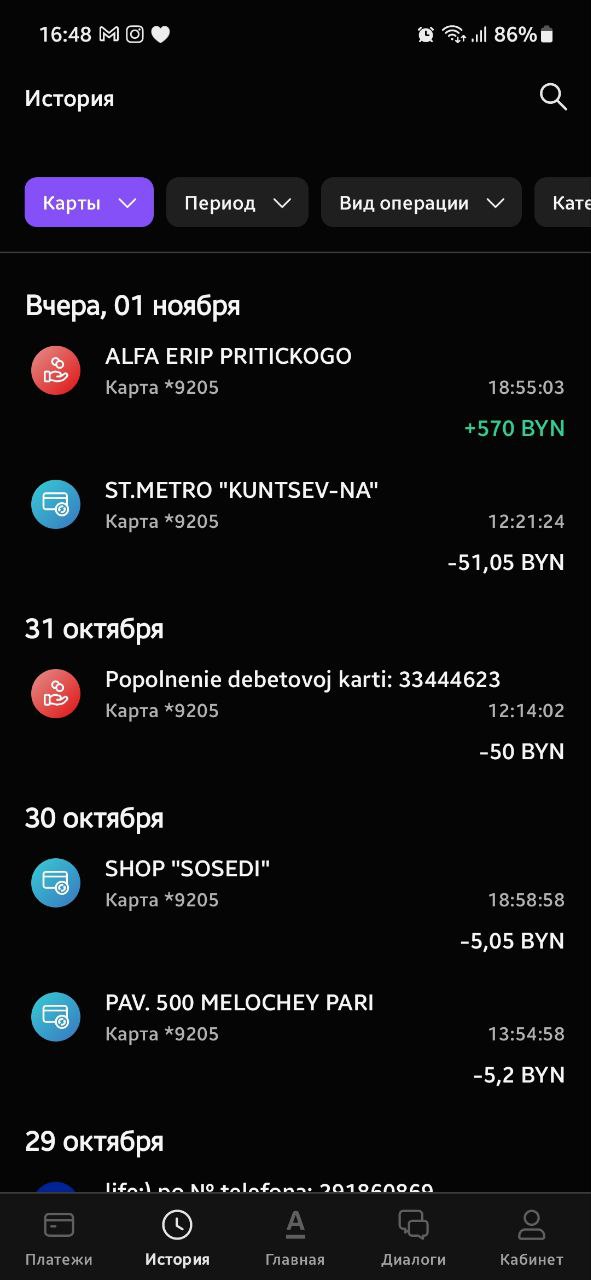 16:48
86%
История
Карты
Период
Вид операции
Кате
Вчера, 01 ноября
ALFA ERIP PRITICKOGO
Карта *9205
18:55:03
+570 BYN
ST.METRO "KUNTSEV-NA"
Карта *9205
12:21:24
-51,05 BYN
31 октября
Popolnenie debetovoj karti: 33444623
Карта *9205
12:14:02
-50 BYN
30 октября
SHOP "SOSEDI"
Карта *9205
18:58:58
-5,05 BYN
PAV. 500 MELOCHEY PARI
Карта *9205
13:54:58
-5,2 BYN
29 октября
life:) po № telefona: 291860869
Платежи
История
Главная
Диалоги
Кабинет